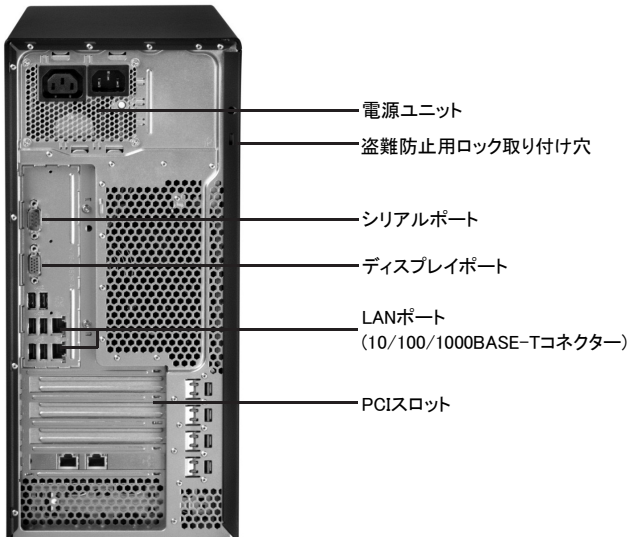 電源ユニット
盗難防止用ロック取り付け穴
シリアルポート
ディスプレイポート
LANポート
(10/100/1000BASE-Tコネクター)
PCIスロット